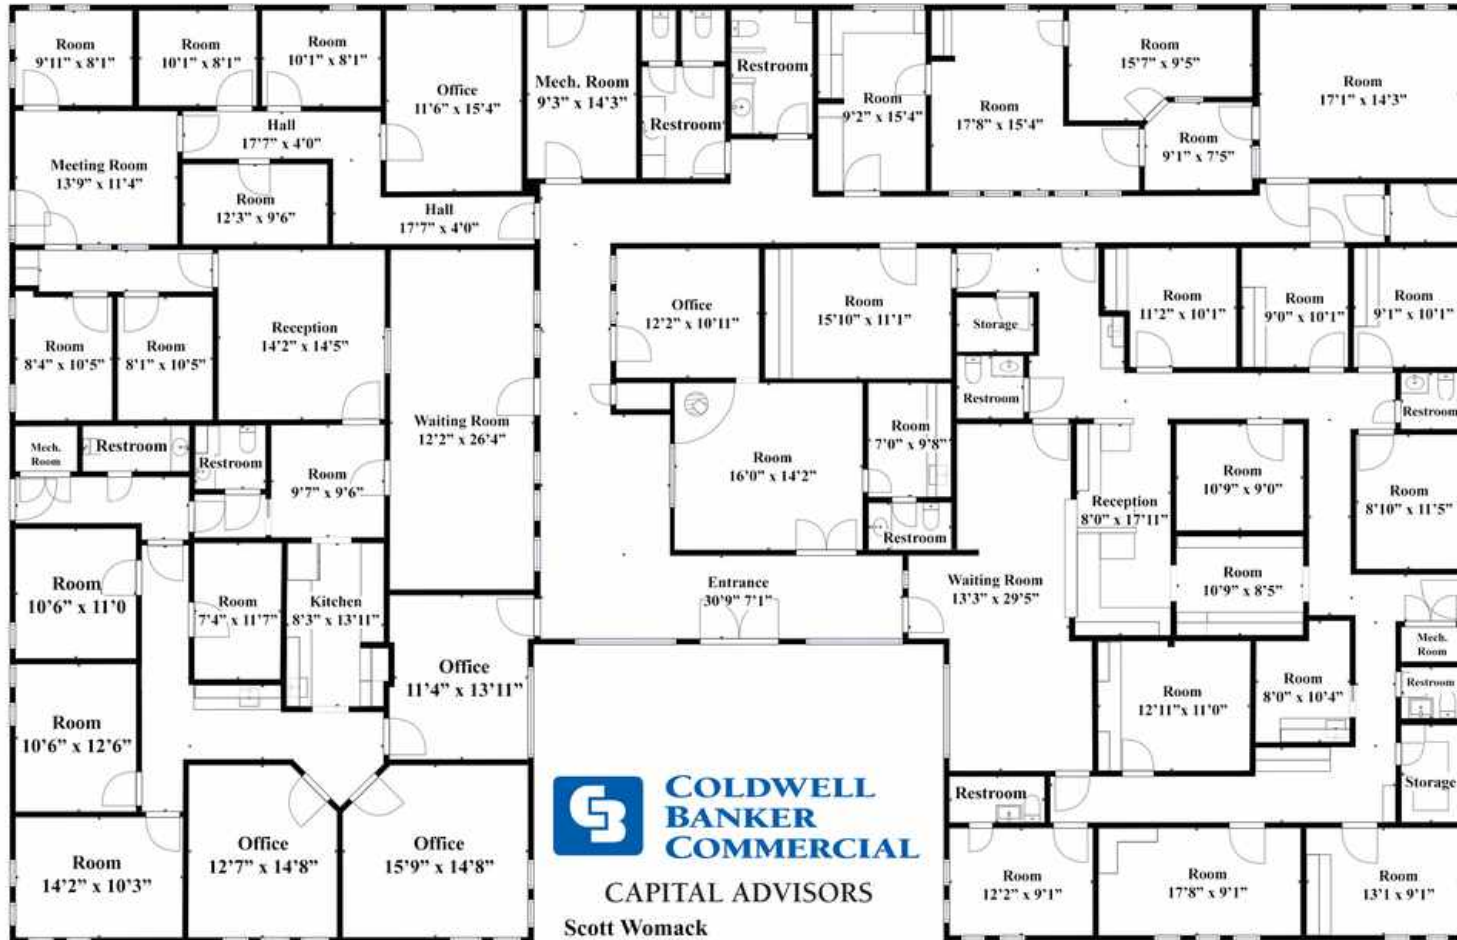 Room
9'11” x 8'1”
Room
10'1” x 8'1”
Room
10'1” x 8'1”
Office
11'6” x 15'4”
Mech. Room
9'3” x 14'3”
Restroom
Restroom
Room
9'2” x 15'4”
Room
17'8” x 15'4”
Room
15'7” x 9'5”
Room
9'1” x 7'5”
Room
17'1” x 14'3”
Hall
17'7” x 4'0”
Meeting Room
13'9” x 11'4”
Room
12'3” x 9'6”
Hall
17'7” x 4'0”
Room
8'4” x 10'5”
Room
8'1” x 10'5”
Reception
14'2” x 14'5”
Waiting Room
12'2” x 26'4”
Office
12'2” x 10'11”
Room
15'10” x 11'1”
Storage
Restroom
Room
11'2” x 10'1”
Room
9'0” x 10'1”
Room
9'1” x 10'1”
Restroom
Mech.
Room
Restroom
Restroom
Room
9'7” x 9'6”
Room
16'0” x 14'2”
Room
7'0” x 9'8”
Restroom
Reception
8'0” x 17'11”
Room
10'9” x 9'0”
Room
8'10” x 11'5”
Room
10'6” x 11'0
Room
7'4” x 11'7”
Kitchen
8'3” x 13'11”
Entrance
30'9” 7'1”
Waiting Room
13'3” x 29'5”
Room
10'9” x 8'5”
Mech.
Room
Restroom
Office
11'4” x 13'11”
Room
10'6” x 12'6”
Room
12'11”x 11'0”
Room
8'0” x 10'4”
Storage
Restroom
Room
14'2” x 10'3”
Office
12'7” x 14'8”
Office
15'9” x 14'8”
Room
12'2” x 9'1”
Room
17'8” x 9'1”
Room
13'1 x 9'1”
CB
COLDWELL
BANKER
COMMERCIAL
CAPITAL ADVISORS
Scott Womack